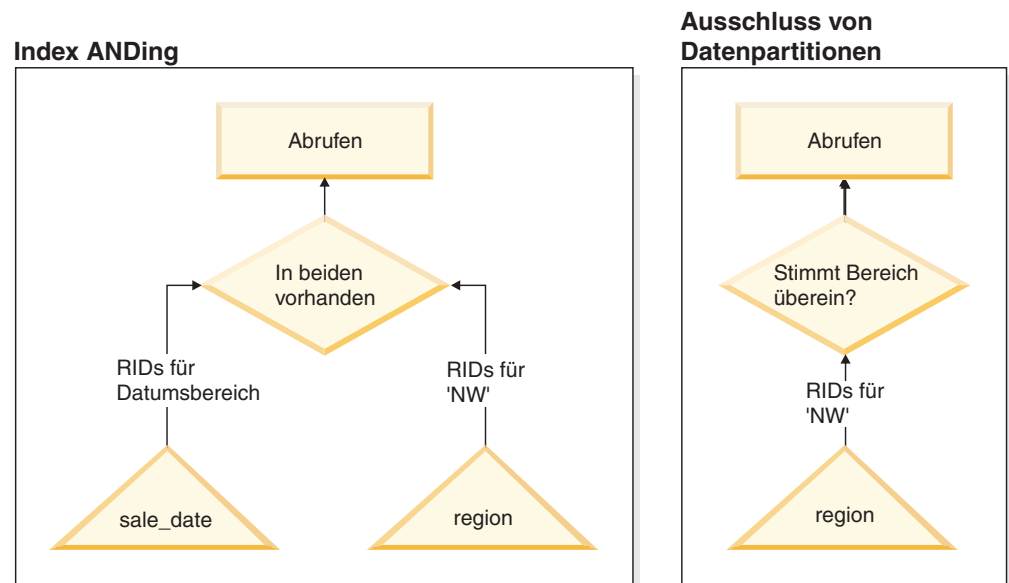 Index ANDing
Abrufen
In beiden
vorhanden
RIDs für
Datumsbereich
RIDs für
'NW'
sale_date
region
Ausschluss von
Datenpartitionen
Abrufen
Stimmt Bereich
überein?
RIDs für
'NW'
region